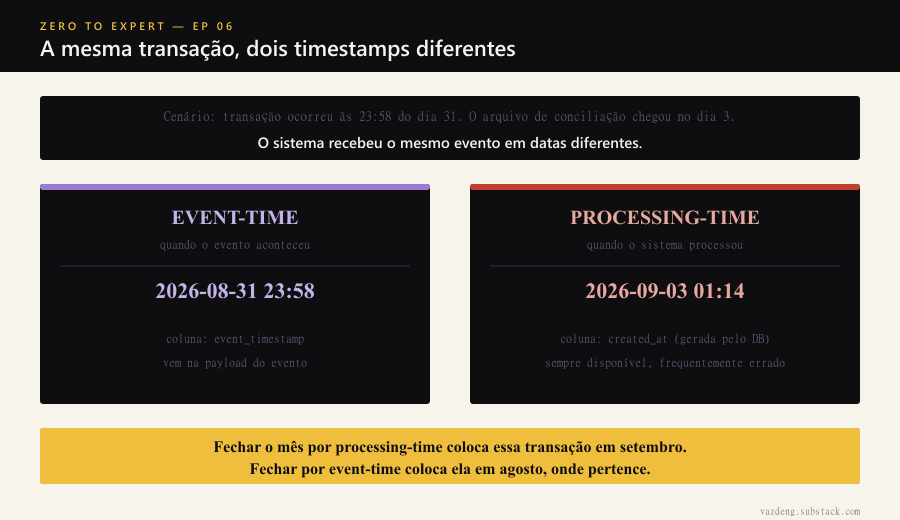 ZERO TO EXPERT — EP 06
A mesma transação, dois timestamps diferentes
Cenário: transação ocorreu às 23:58 do dia 31. O arquivo de conciliação chegou no dia 3.
O sistema recebeu o mesmo evento em datas diferentes.
EVENT-TIME
quando o evento aconteceu
2026-08-31 23:58
coluna: event_timestamp
vem na payload do evento
PROCESSING-TIME
quando o sistema processou
2026-09-03 01:14
coluna: created_at (gerada pelo DB)
sempre disponível, frequentemente errado
Fechar o mês por processing-time coloca essa transação em setembro.
Fechar por event-time coloca ela em agosto, onde pertence.
vazdeng.substack.com